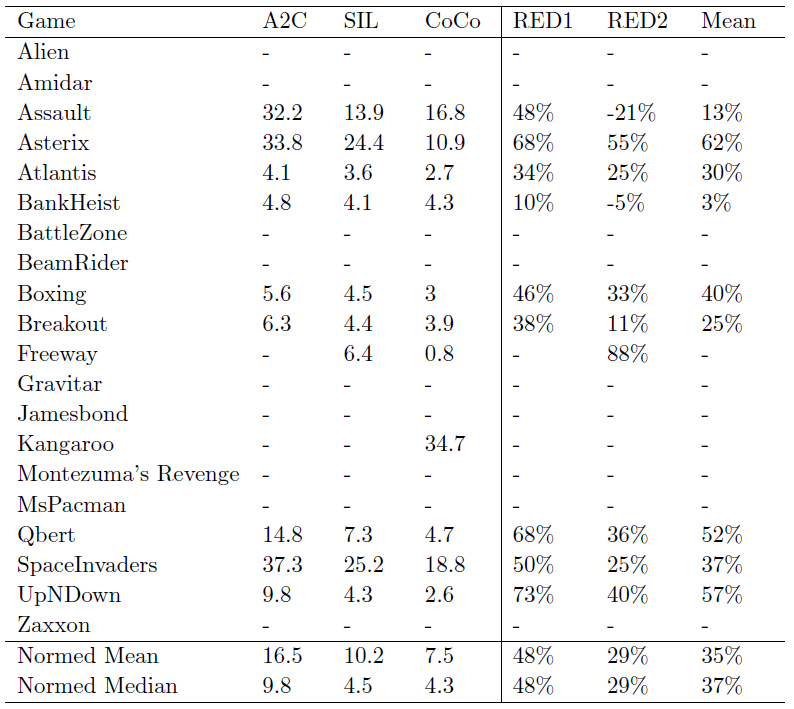 Game A2C SIL CoCo RED1 RED2 Mean
Alien - - - - - -
Amidar - - - - - -
Assault 32.2 13.9 16.8 48% -21% 13%
Asterix 33.8 24.4 10.9 68% 55% 62%
Atlantis 4.1 3.6 2.7 34% 25% 30%
BankHeist 4.8 4.1 4.3 10% -5% 3%
BattleZone - - - - - -
BeamRider - - - - - -
Boxing 5.6 4.5 3 46% 33% 40%
Breakout 6.3 4.4 3.9 38% 11% 25%
Freeway - 6.4 0.8 - 88% -
Gravitar - - - - - -
Jamesbond - - - - - -
Kangaroo - - 34.7 - - -
Montezuma's Revenge - - - - - -
MsPacman - - - - - -
Qbert 14.8 7.3 4.7 68% 36% 52%
SpaceInvaders 37.3 25.2 18.8 50% 25% 37%
UpNDown 9.8 4.3 2.6 73% 40% 57%
Zaxxon - - - - - -
Normed Mean 16.5 10.2 7.5 48% 29% 35%
Normed Median 9.8 4.5 4.3 48% 29% 37%